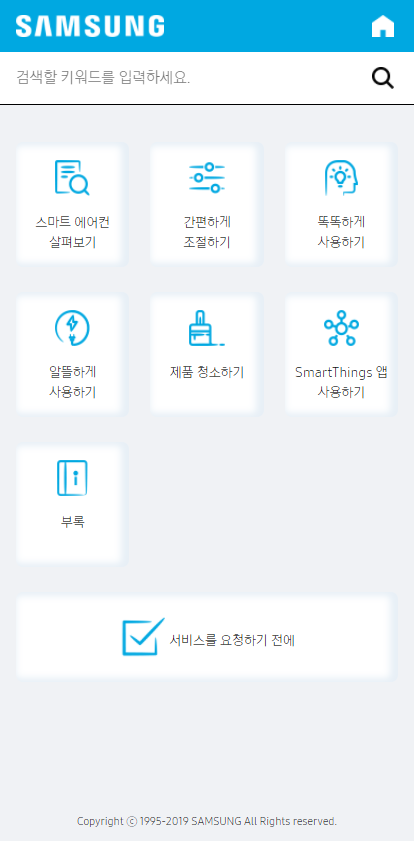 SAMSUNG
검색할 키워드를 입력하세요.
스마트 에어컨
살펴보기
간편하게
조절하기
똑똑하게
사용하기
알뜰하게
사용하기
제품 청소하기
SmartThings 앱
사용하기
부록
서비스를 요청하기 전에
Copyright ⓒ 1995-2019 SAMSUNG All Rights reserved.